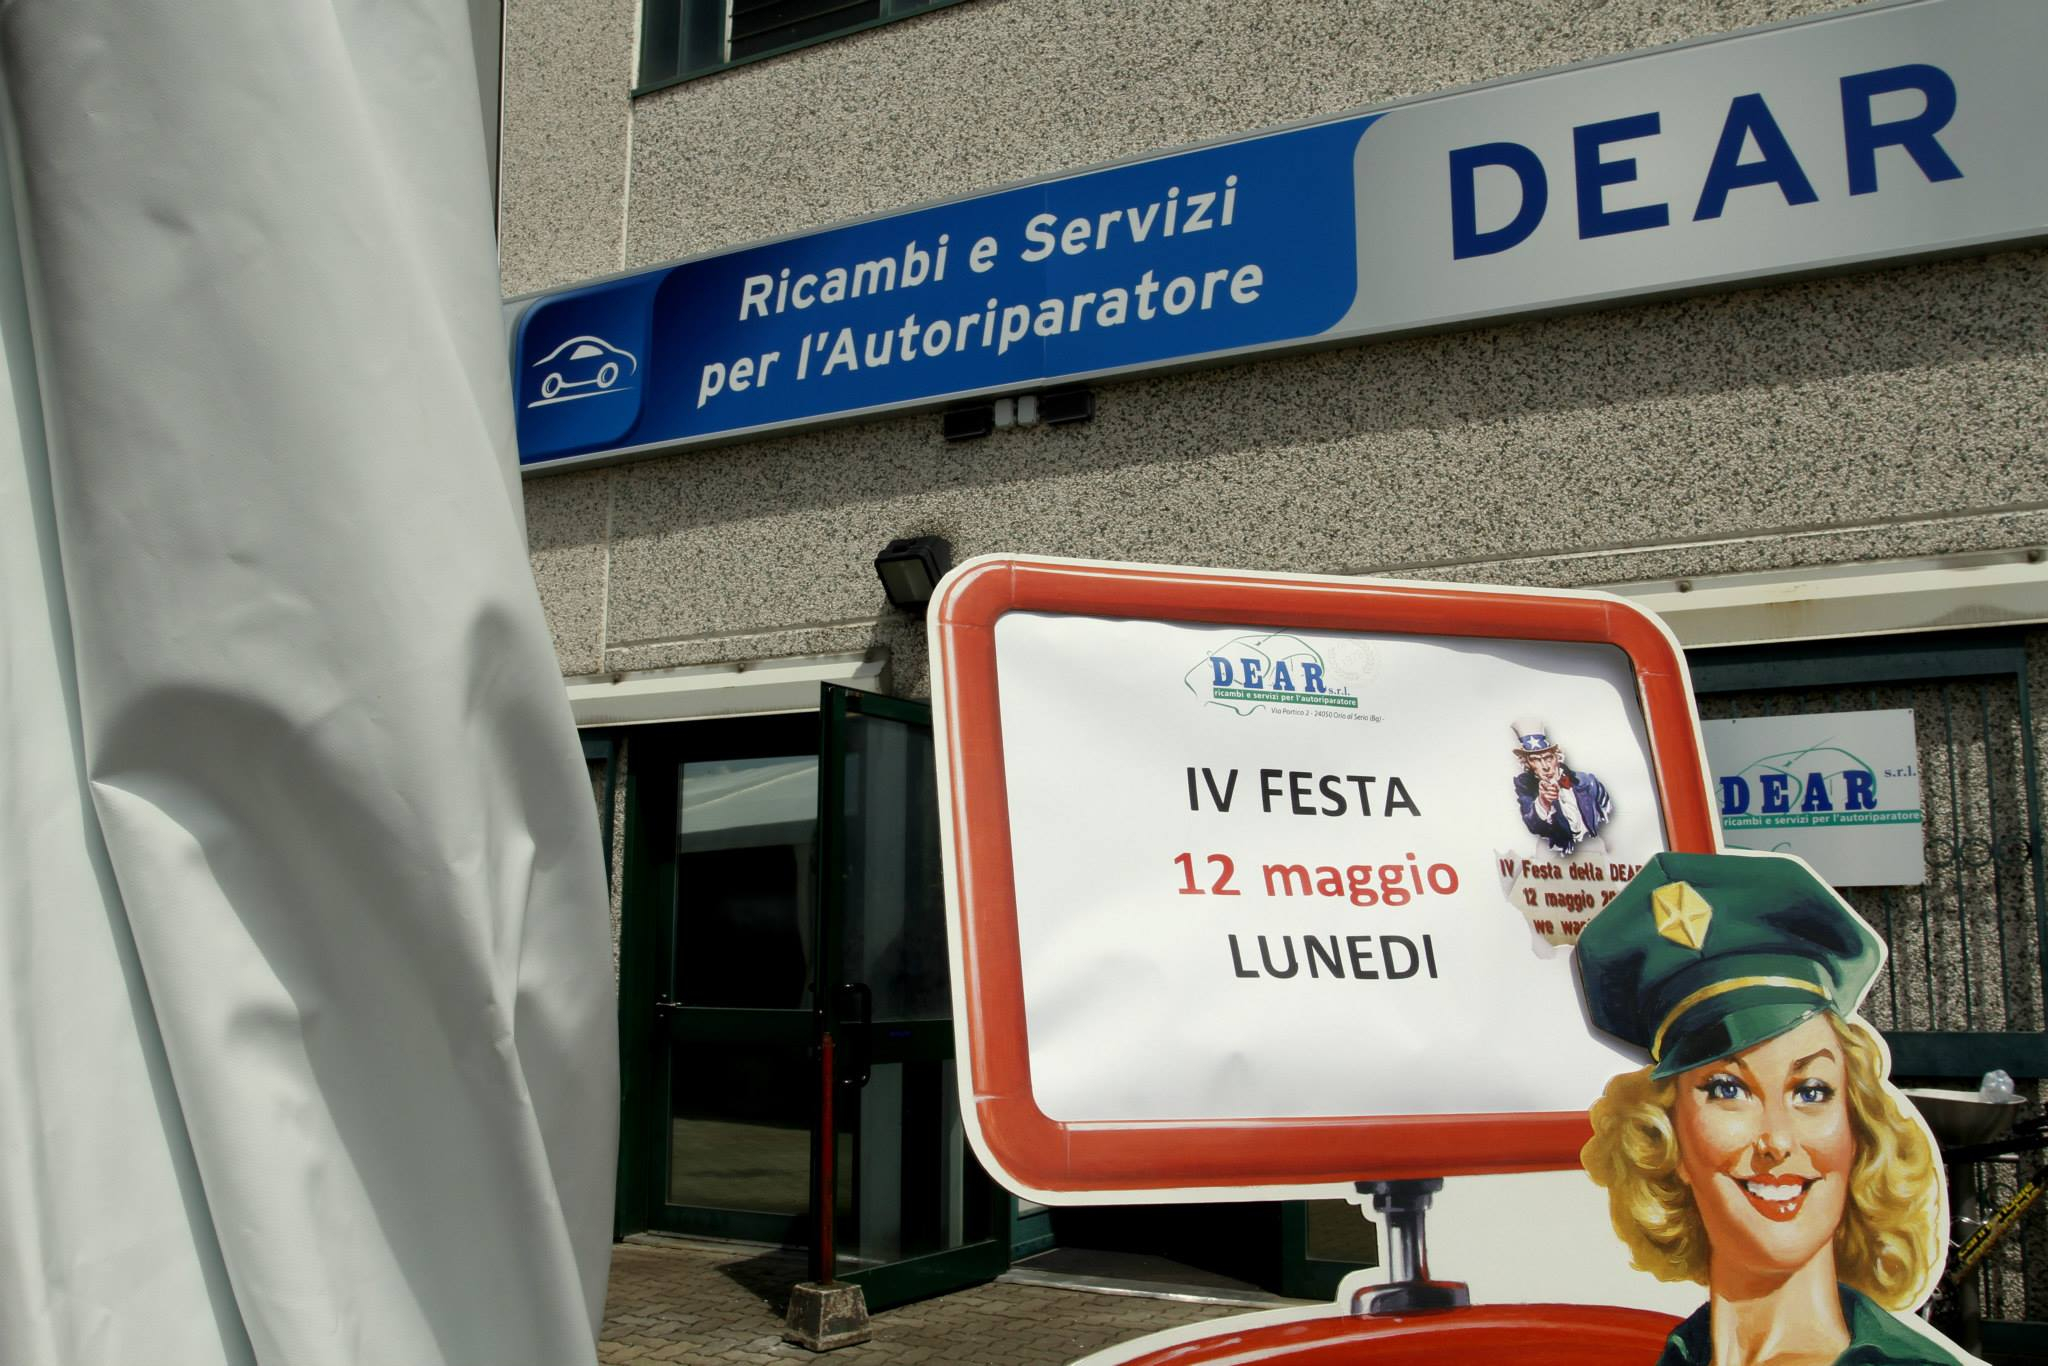 Ricambi e Servizi
per l'Autoriparatore
DEAR
DEAR s.r.l.
ricambi e servizi per l'autoriparatore
Via Portico 2 - 24050 Orio al Serio (Bg) -
IV FESTA
12 maggio
LUNEDI
IV Festa della DEAR
12 maggio
we
DEAR s.r.l.
ricambi e servizi per l'autoriparatore